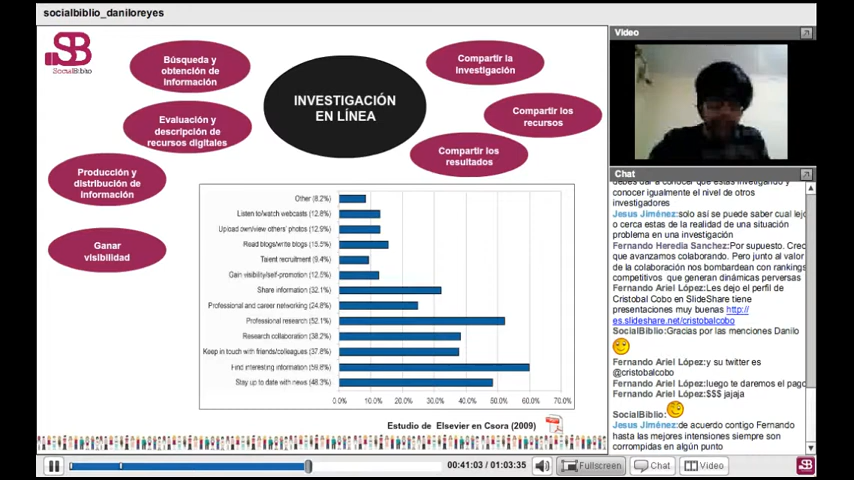 socialbiblio_daniloreyes
SB
SocialBiblio
Búsqueda y
obtención de
información
Evaluación y
descripción de
recursos digitales
Producción y
distribución de
información
Ganar
visibilidad
INVESTIGACIÓN
EN LÍNEA
Compartir la
investigación
Compartir los
recursos
Compartir los
resultados
Other (8.2%)
Listen to/watch webcasts (12.8%)
Upload own/view others' photos (12.9%)
Read blogs/write blogs (15.5%)
Talent recruitment (9.4%)
Gain visibility/self-promotion (12.5%)
Share information (32.1%)
Professional and career networking (24.8%)
Professional research (52.1%)
Research collaboration (38.2%)
Keep in touch with friends/colleagues (37.8%)
Find interesting information (59.8%)
Stay up to date with news (48.3%)
0.0% 10.0% 20.0% 30.0% 40.0% 50.0% 60.0% 70.0%
Estudio de Elsevier en Csora (2009)
Video
Chat
debes dar a conocer que estas investigando y
conocer igualmente el nivel de otros
investigadores
Jesus Jiménez:solo así se puede saber cual lejo
o cerca estas de la realidad de una situación
problema en una investigación
Fernando Heredia Sanchez:Por supuesto. Creo
que avanzamos colaborando. Pero junto al valor
de la colaboración nos bombardean con rankings
competitivos que generan dinámicas perversas
Fernando Ariel López:Les dejo el perfil de
Cristobal Cobo en SlideShare tiene
presentaciones muy buenas http://
es.slideshare.net/cristobalcobo
SocialBiblio:Gracias por las menciones Danilo
Fernando Ariel López:y su twitter es
@cristobalcobo
Fernando Ariel López:luego te daremos el pago
Fernando Ariel López:$$$ jajaja
SocialBiblio:
Jesus Jiménez:de acuerdo contigo Fernando
hasta las mejores intensiones siempre son
corrompidas en algún punto
00:41:03 / 01:03:35
Fullscreen
Chat
Video
SB